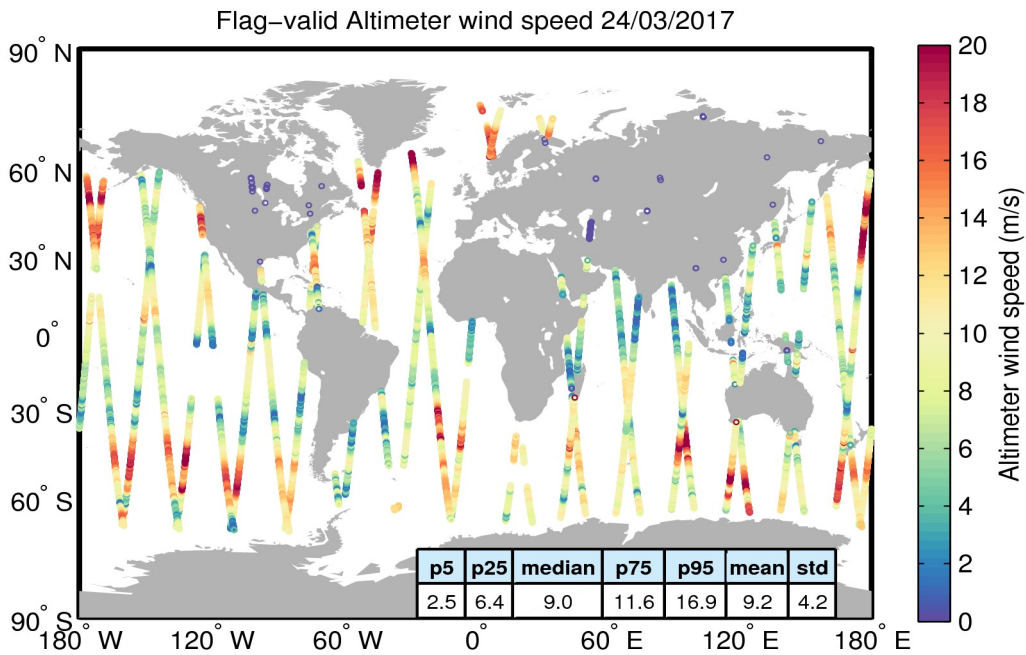 Flag−valid Altimeter wind speed 24/03/2017
90° N
60° N
30° N
0°
30° S
60° S
90° S
180° W
120° W
60° W
0°
60° E
120° E
180° E
p5 p25 median p75 p95 mean std
2.5 6.4 9.0 11.6 16.9 9.2 4.2
20
18
16
14
12
10
8
6
4
2
0
Altimeter wind speed (m/s)